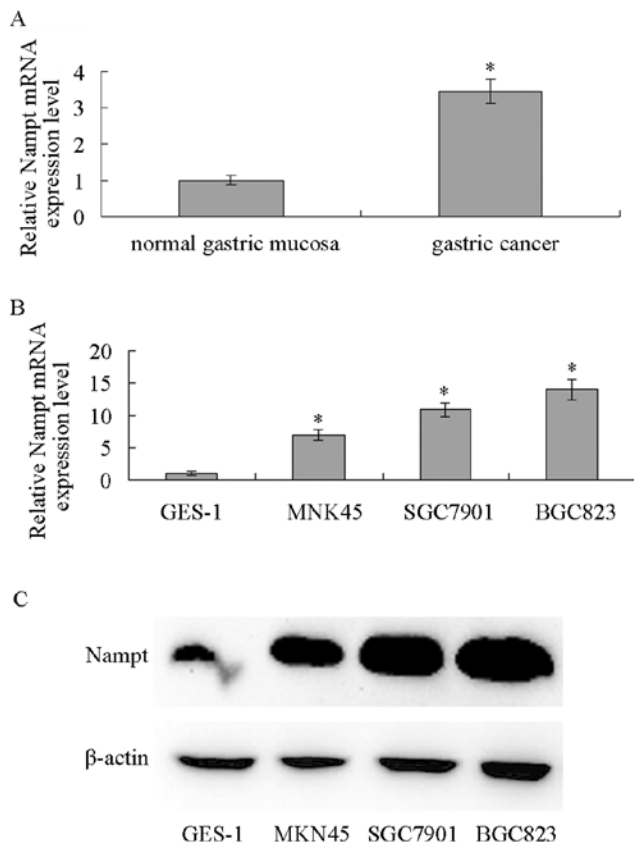 A
Relative Nampt mRNA
expression level
4
3
2
1
0
*
normal gastric mucosa gastric cancer
B
Relative Nampt mRNA
expression level
20
15
10
5
0
* * *
GES-1 MNK45 SGC7901 BGC823
C
Nampt
β-actin
GES-1 MKN45 SGC7901 BGC823